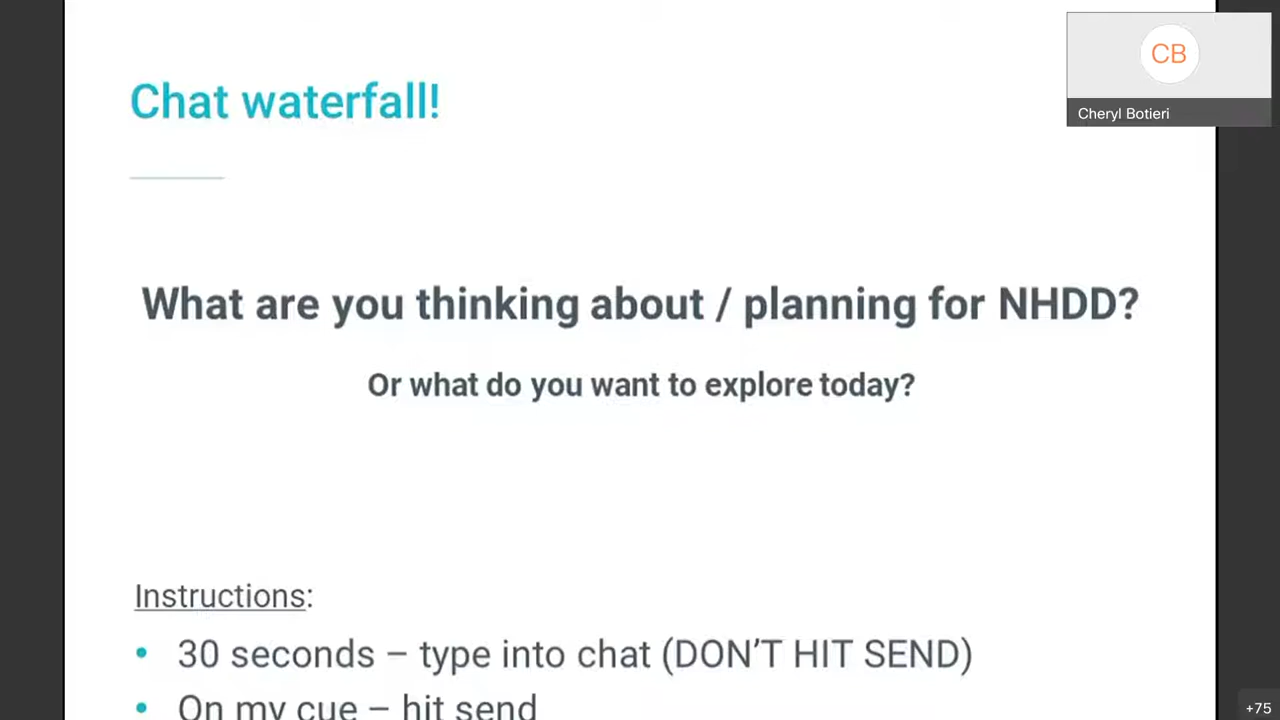 Chat waterfall!
CB
Cheryl Botieri
What are you thinking about / planning for NHDD?
Or what do you want to explore today?
Instructions:
• 30 seconds – type into chat (DON’T HIT SEND)
• On my cue – hit send
+75